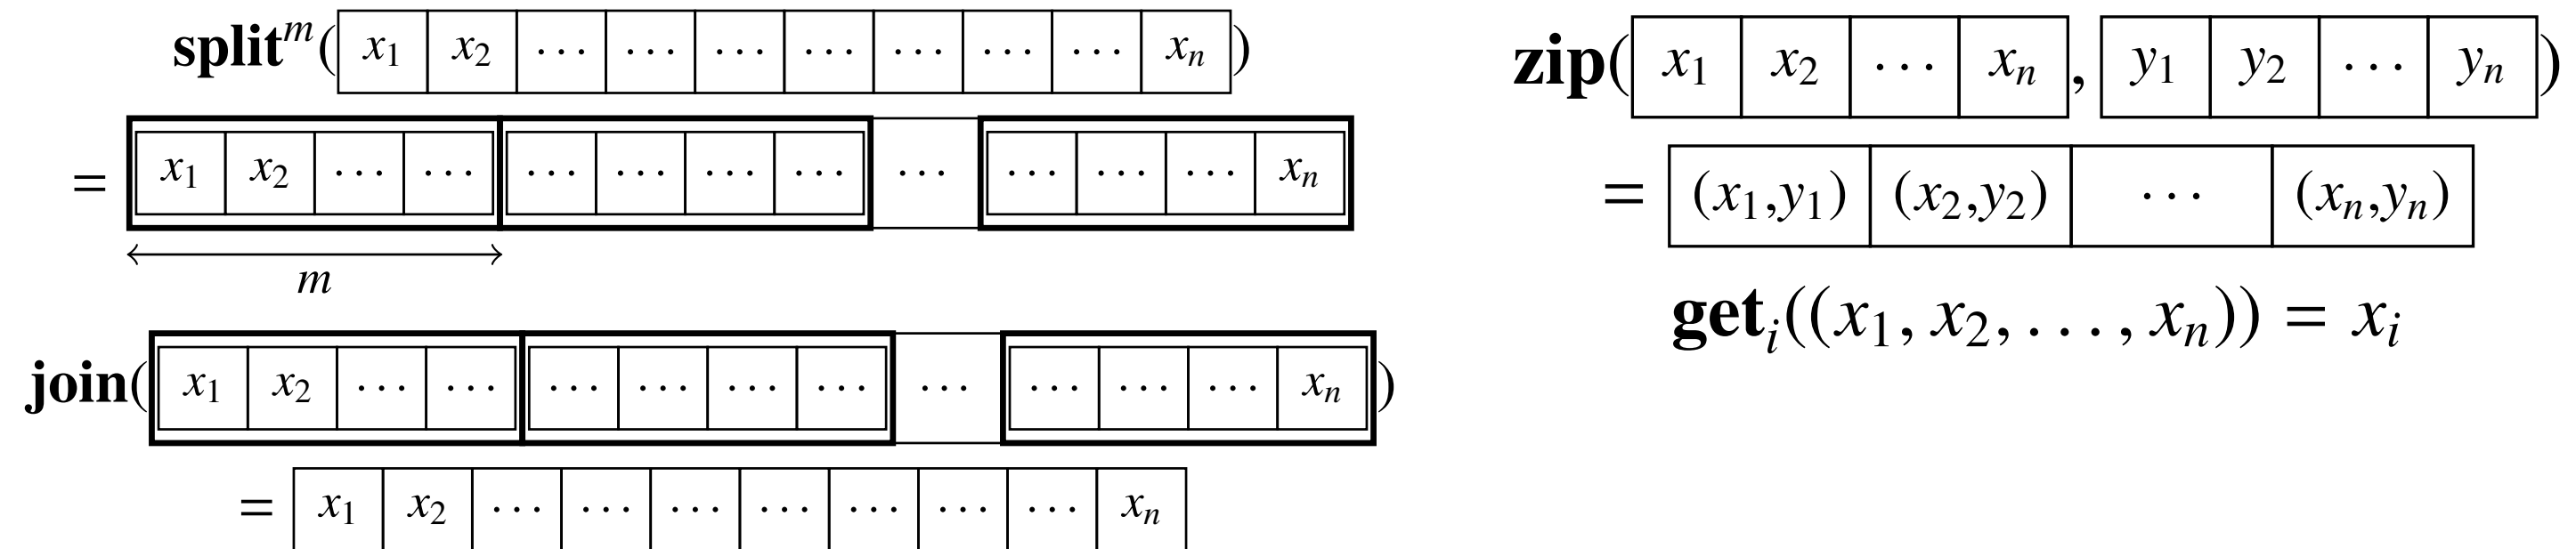 split^m( x₁ x₂ ⋯ ⋯ ⋯ ⋯ ⋯ ⋯ ⋯ xₙ )
= x₁ x₂ ⋯ ⋯ ⋯ ⋯ ⋯ ⋯ ⋯ ⋯ ⋯ ⋯ xₙ
m
join( x₁ x₂ ⋯ ⋯ ⋯ ⋯ ⋯ ⋯ ⋯ ⋯ ⋯ ⋯ xₙ )
= x₁ x₂ ⋯ ⋯ ⋯ ⋯ ⋯ ⋯ ⋯ xₙ
zip( x₁ x₂ ⋯ xₙ , y₁ y₂ ⋯ yₙ )
= (x₁,y₁) (x₂,y₂) ⋯ (xₙ,yₙ)
getᵢ((x₁, x₂, …, xₙ)) = xᵢ